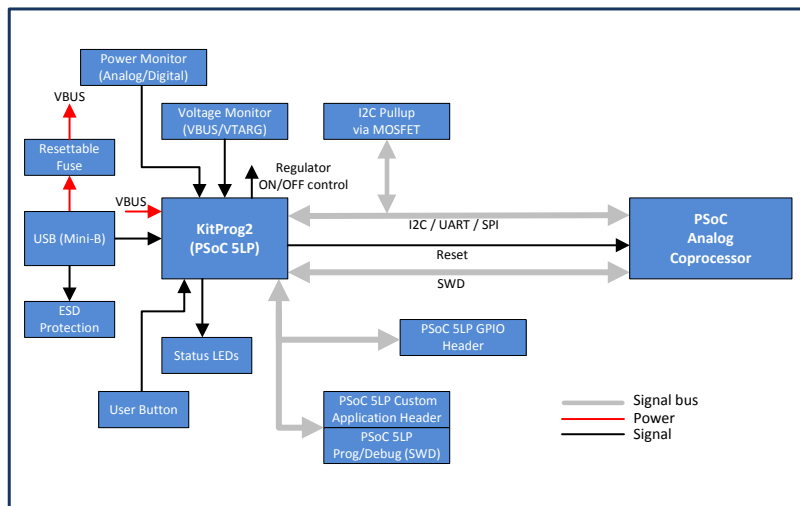 Power Monitor
(Analog/Digital)
VBUS
Voltage Monitor
(VBUS/VTARG)
I2C Pullup
via MOSFET
Resettable
Fuse
Regulator
ON/OFF control
VBUS
USB (Mini-B)
KitProg2
(PSoC 5LP)
I2C / UART / SPI
Reset
SWD
PSoC
Analog
Coprocessor
ESD
Protection
Status LEDs
User Button
PSoC 5LP GPIO
Header
PSoC 5LP Custom
Application Header
PSoC 5LP
Prog/Debug (SWD)
Signal bus
Power
Signal